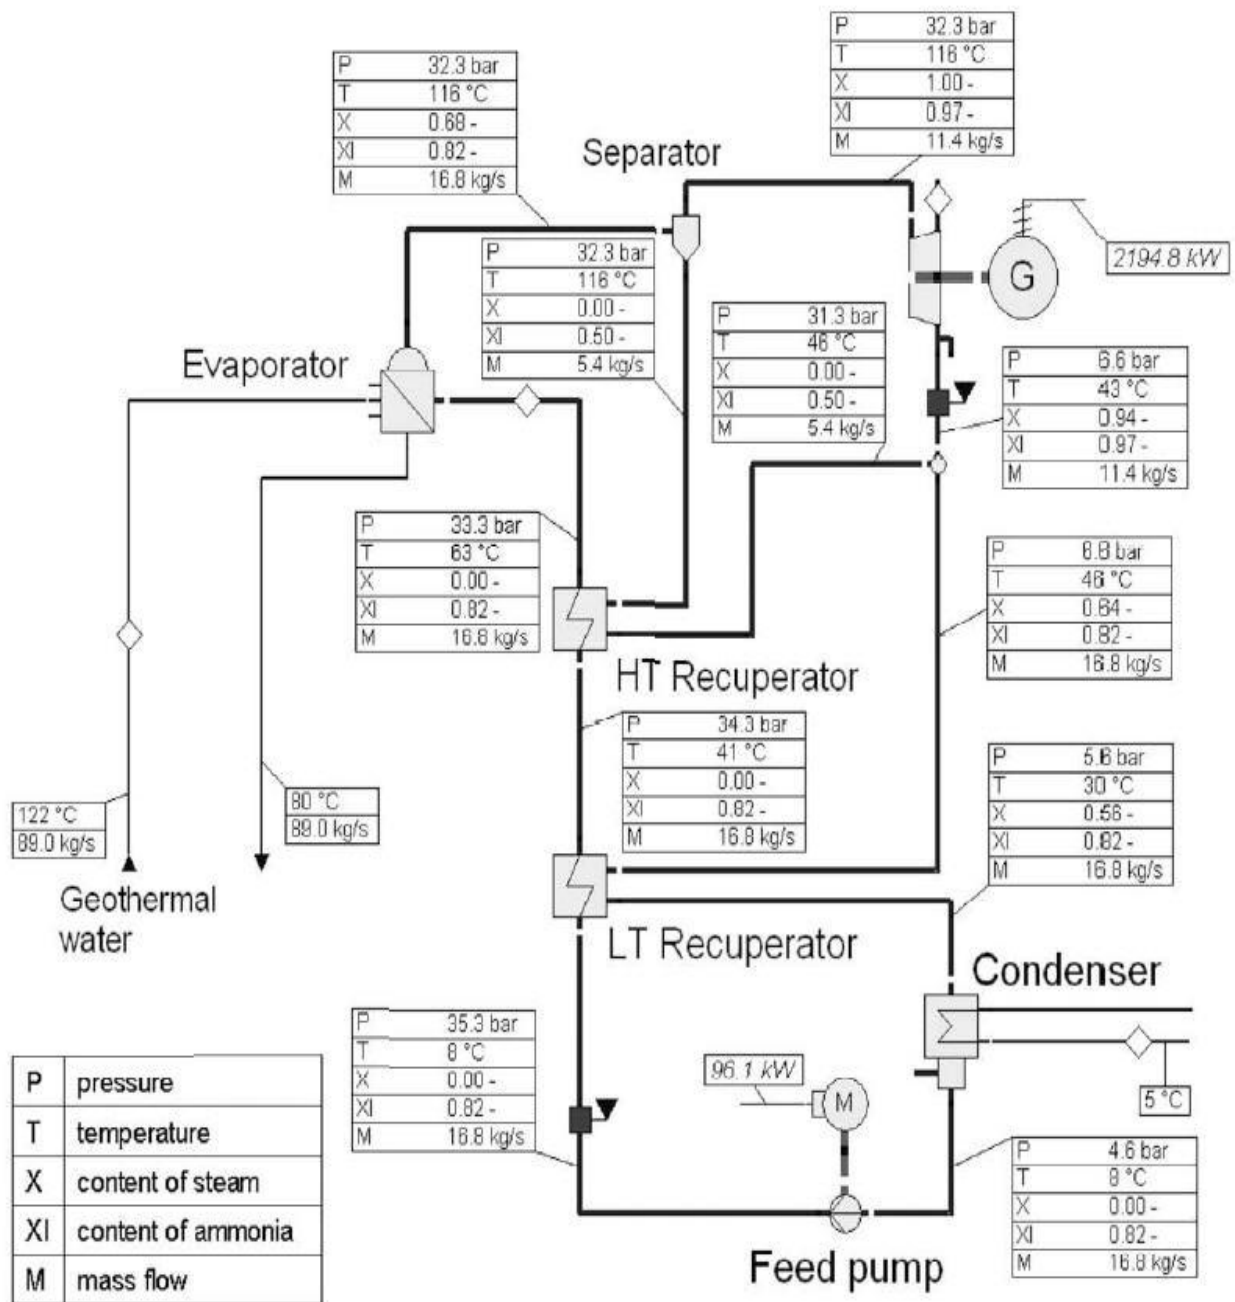 P 32.3 bar
T 116 °C
X 1.00 -
XI 0.97 -
M 11.4 kg/s
P 32.3 bar
T 116 °C
X 0.68 -
XI 0.82 -
M 16.8 kg/s
Separator
P 32.3 bar
T 116 °C
X 0.00 -
XI 0.50 -
M 5.4 kg/s
G
2194.8 kW
P 31.3 bar
T 46 °C
X 0.00 -
XI 0.50 -
M 5.4 kg/s
Evaporator
P 6.6 bar
T 43 °C
X 0.94 -
XI 0.97 -
M 11.4 kg/s
P 33.3 bar
T 63 °C
X 0.00 -
XI 0.82 -
M 16.8 kg/s
P 6.6 bar
T 46 °C
X 0.64 -
XI 0.82 -
M 16.8 kg/s
HT Recuperator
P 34.3 bar
T 41 °C
X 0.00 -
XI 0.82 -
M 16.8 kg/s
P 5.6 bar
T 30 °C
X 0.56 -
XI 0.82 -
M 16.8 kg/s
122 °C
89.0 kg/s
80 °C
89.0 kg/s
Geothermal
water
LT Recuperator
Condenser
P 35.3 bar
T 8 °C
X 0.00 -
XI 0.82 -
M 16.8 kg/s
96.1 kW
M
5 °C
P 4.6 bar
T 8 °C
X 0.00 -
XI 0.82 -
M 16.8 kg/s
Feed pump
P pressure
T temperature
X content of steam
XI content of ammonia
M mass flow